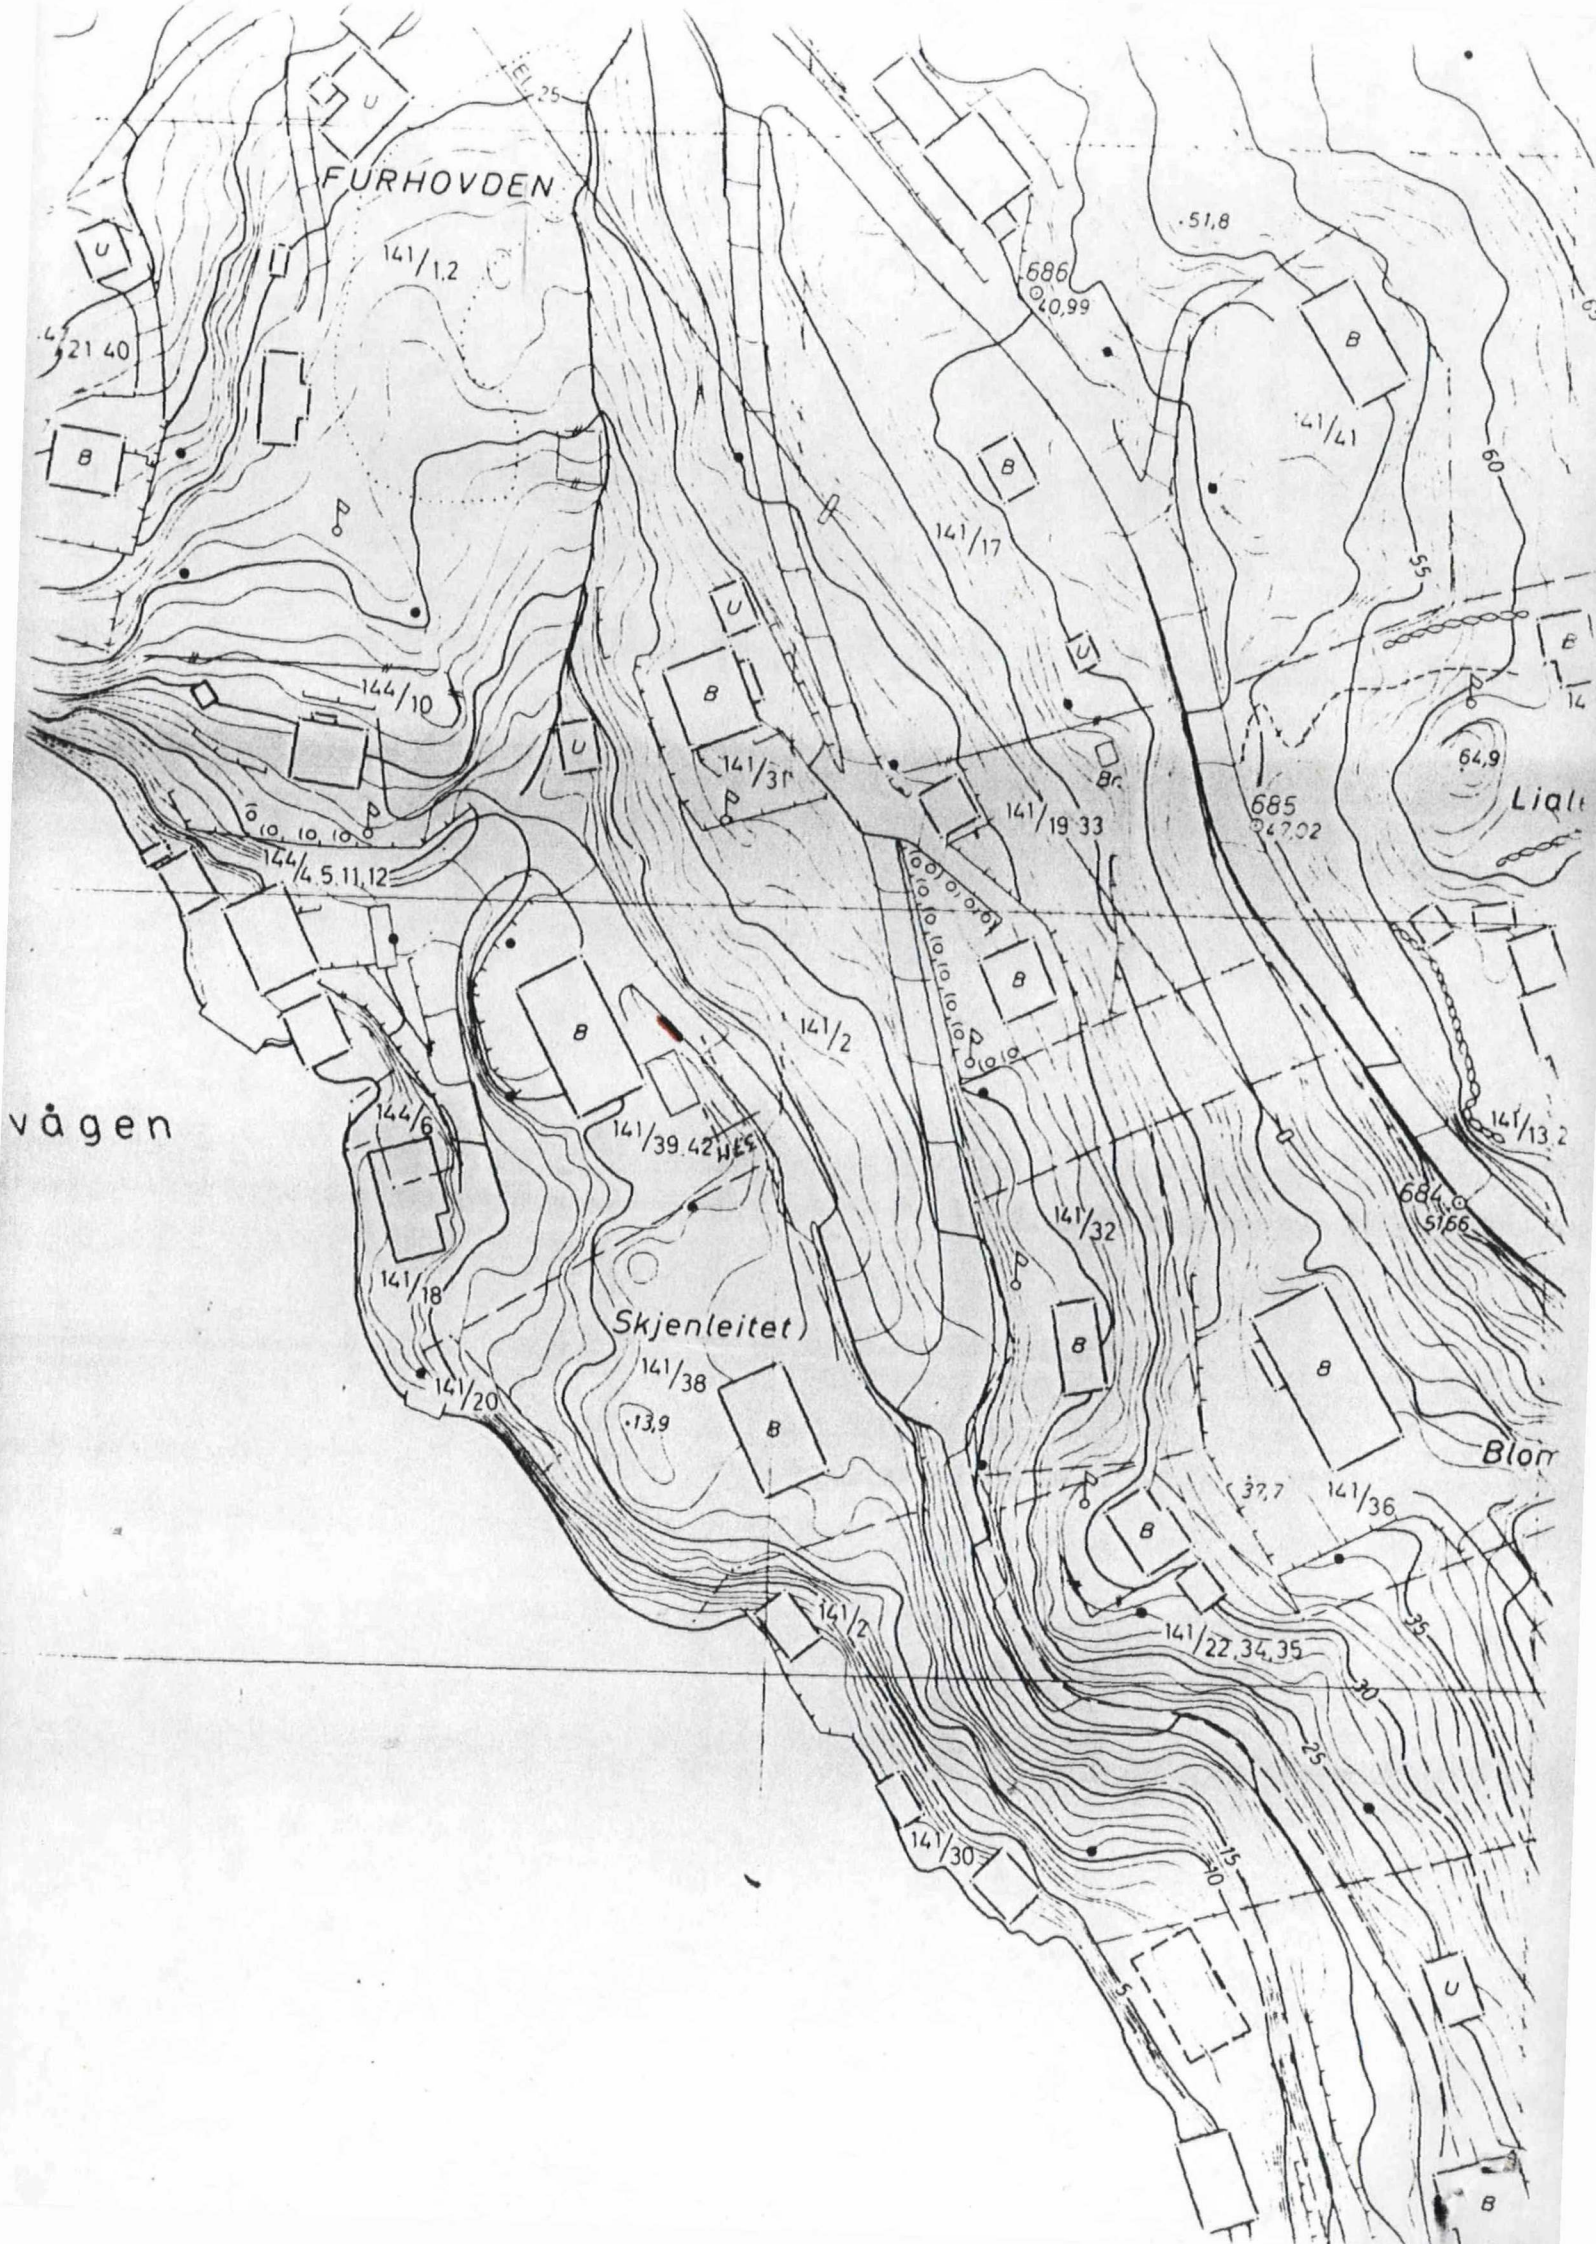 El.
25
U
FURHOVDEN
141/1,2
U
51,8
686
40,99
B
21 40
B
B
141/41
60
141/17
55
U
B
U
B
144/10
U
141/31
Br.
141/19 33
685
47,02
64,9
144/4 5.11,12
B
B
141/2
vågen
144/6
141/39.42
141/13,2
684
51,66
141/32
141/18
Skjenleitet
141/38
B
B
141/20
13,9
B
B
37,7
141/36
35
141/2
141/22,34,35
30
25
15
10
141/30
5
U
B